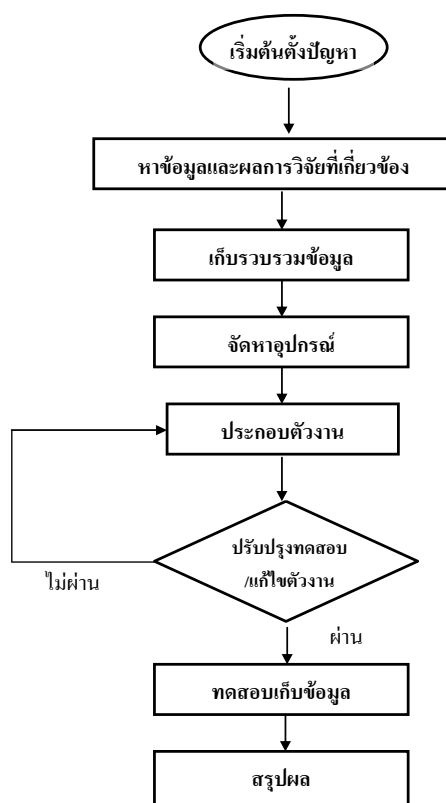 เริ่มต้นตั้งปัญหา
หาข้อมูลและผลการวิจัยที่เกี่ยวข้อง
เก็บรวบรวมข้อมูล
จัดหาอุปกรณ์
ประกอบตัวงาน
ปรับปรุงทดสอบ
/แก้ไขตัวงาน
ไม่ผ่าน
ผ่าน
ทดสอบเก็บข้อมูล
สรุปผล